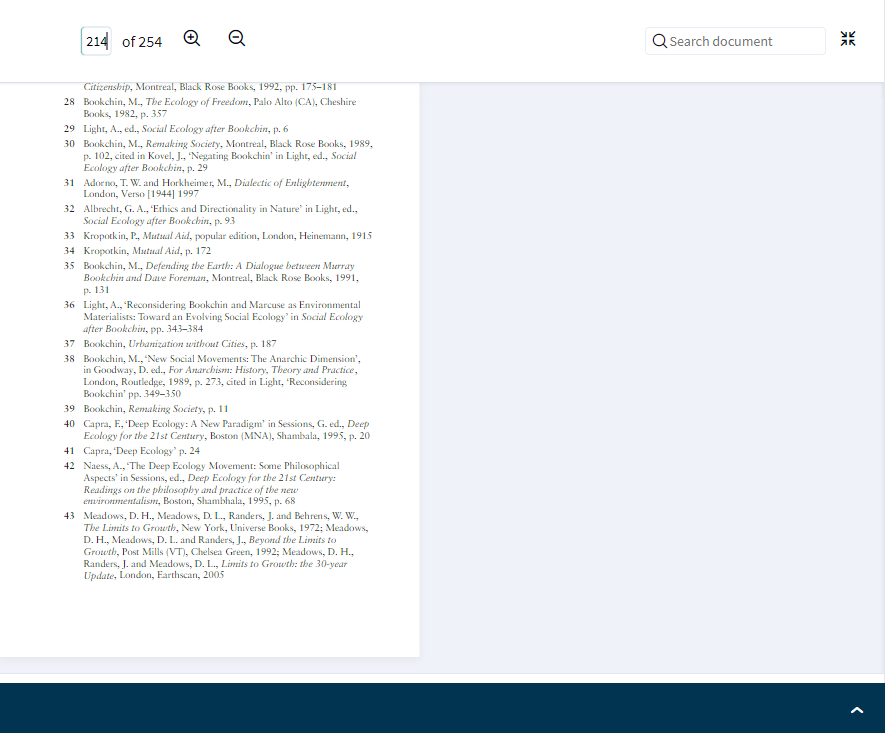 214 of 254
Search document
Citizenship, Montreal, Black Rose Books, 1992, pp. 175–181
28 Bookchin, M., The Ecology of Freedom, Palo Alto (CA), Cheshire
Books, 1982, p. 357
29 Light, A., ed., Social Ecology after Bookchin, p. 6
30 Bookchin, M., Remaking Society, Montreal, Black Rose Books, 1989,
p. 102, cited in Kovel, J., ‘Negating Bookchin’ in Light, ed., Social
Ecology after Bookchin, p. 29
31 Adorno, T. W. and Horkheimer, M., Dialectic of Enlightenment,
London, Verso [1944] 1997
32 Albrecht, G. A., ‘Ethics and Directionality in Nature’ in Light, ed.,
Social Ecology after Bookchin, p. 93
33 Kropotkin, P., Mutual Aid, popular edition, London, Heinemann, 1915
34 Kropotkin, Mutual Aid, p. 172
35 Bookchin, M., Defending the Earth: A Dialogue between Murray
Bookchin and Dave Foreman, Montreal, Black Rose Books, 1991,
p. 131
36 Light, A., ‘Reconsidering Bookchin and Marcuse as Environmental
Materialists: Toward an Evolving Social Ecology’ in Social Ecology
after Bookchin, pp. 343–384
37 Bookchin, Urbanization without Cities, p. 187
38 Bookchin, M., ‘New Social Movements: The Anarchic Dimension’,
in Goodway, D. ed., For Anarchism: History, Theory and Practice,
London, Routledge, 1989, p. 273, cited in Light, ‘Reconsidering
Bookchin’ pp. 349–350
39 Bookchin, Remaking Society, p. 11
40 Capra, F., ‘Deep Ecology: A New Paradigm’ in Sessions, G. ed., Deep
Ecology for the 21st Century, Boston (MNA), Shambala, 1995, p. 20
41 Capra, ‘Deep Ecology’ p. 24
42 Naess, A., ‘The Deep Ecology Movement: Some Philosophical
Aspects’ in Sessions, ed., Deep Ecology for the 21st Century:
Readings on the philosophy and practice of the new
environmentalism, Boston, Shambhala, 1995, p. 68
43 Meadows, D. H., Meadows, D. L., Randers, J. and Behrens, W. W.,
The Limits to Growth, New York, Universe Books, 1972; Meadows,
D. H., Meadows, D. L. and Randers, J., Beyond the Limits to
Growth, Post Mills (VT), Chelsea Green, 1992; Meadows, D. H.,
Randers, J. and Meadows, D. L., Limits to Growth: the 30-year
Update, London, Earthscan, 2005